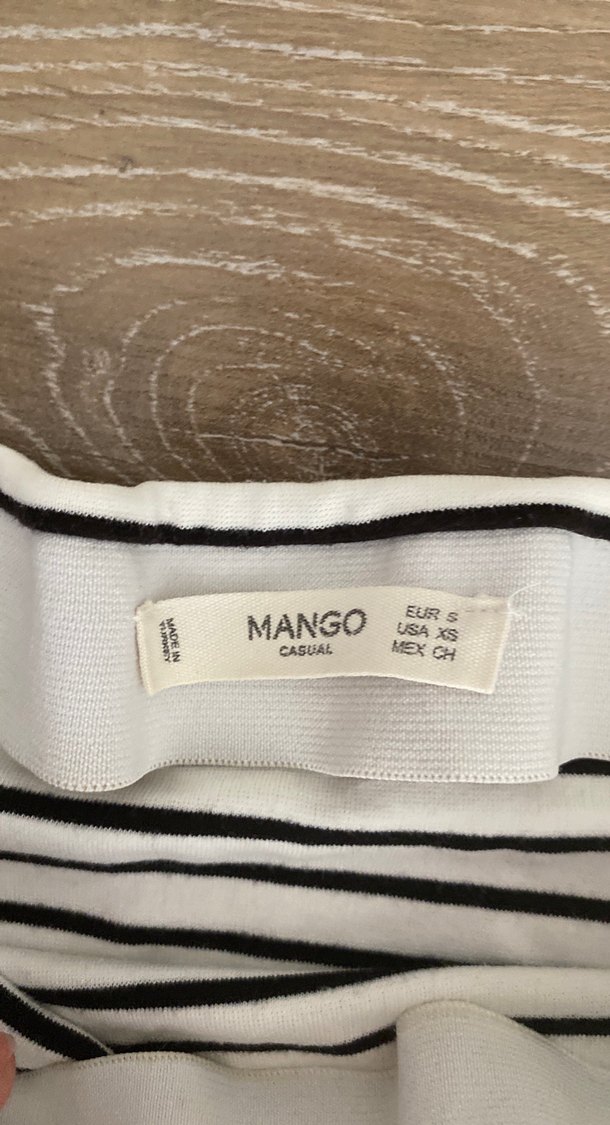 MADE IN
TURKEY
MANGO
CASUAL
EUR S
USA XS
MEX CH